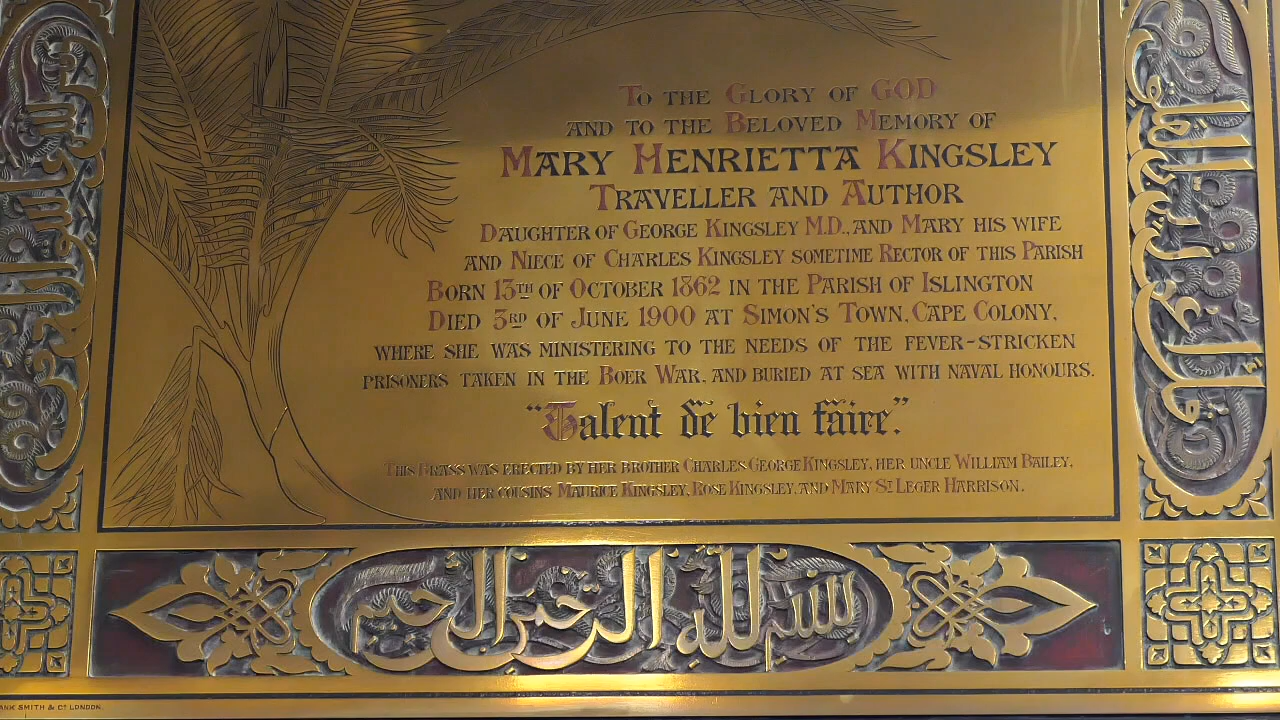 To the Glory of GOD
and to the Beloved Memory of
Mary Henrietta Kingsley
Traveller and Author
Daughter of George Kingsley M.D., and Mary his wife
and Niece of Charles Kingsley sometime Rector of this Parish
Born 13th of October 1862 in the Parish of Islington
Died 3rd of June 1900 at Simon's Town, Cape Colony,
where she was ministering to the needs of the fever-stricken
prisoners taken in the Boer War, and buried at sea with naval honours.
“Talent de bien faire.”
This Brass was erected by her brother Charles George Kingsley, her uncle William Bailey,
and her cousins Maurice Kingsley, Rose Kingsley, and Mary St Leger Harrison.
بسم الله الرحمن الرحيم
SMITH & Co LONDON.